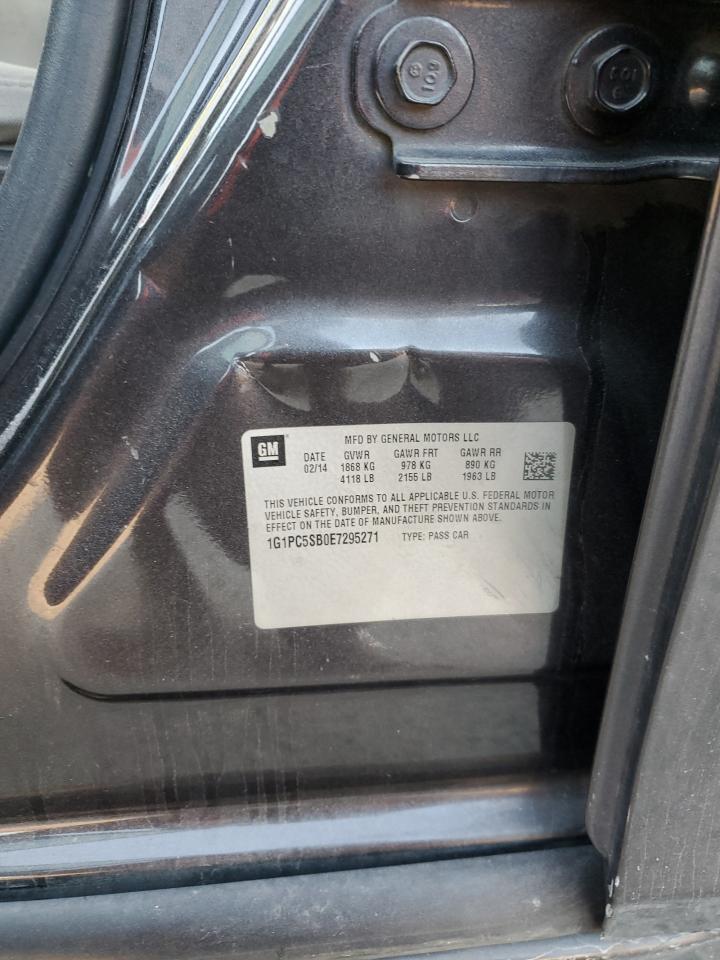 109
109
GM
MFD BY GENERAL MOTORS LLC
DATE GVWR GAWR FRT GAWR RR
02/14 1868 KG 978 KG 890 KG
4118 LB 2155 LB 1963 LB
THIS VEHICLE CONFORMS TO ALL APPLICABLE U.S. FEDERAL MOTOR
VEHICLE SAFETY, BUMPER, AND THEFT PREVENTION STANDARDS IN
EFFECT ON THE DATE OF MANUFACTURE SHOWN ABOVE.
1G1PC5SB0E7295271 TYPE: PASS CAR